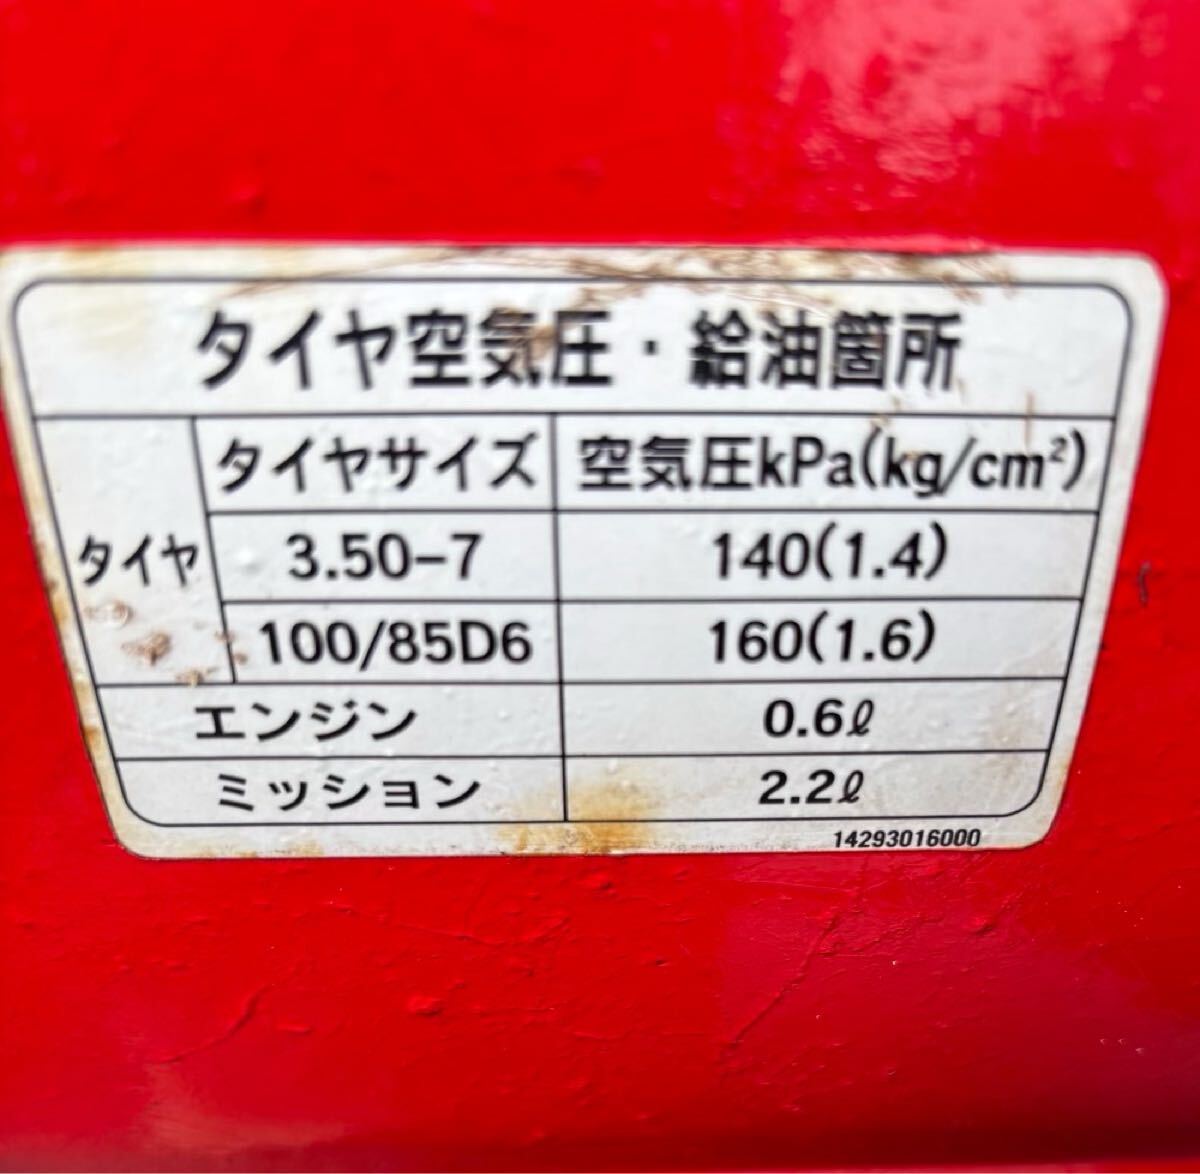 タイヤ空気圧・給油箇所
タイヤサイズ 空気圧kPa(kg/cm²)
タイヤ 3.50-7 140(1.4)
100/85D6 160(1.6)
エンジン 0.6ℓ
ミッション 2.2ℓ
14293016000